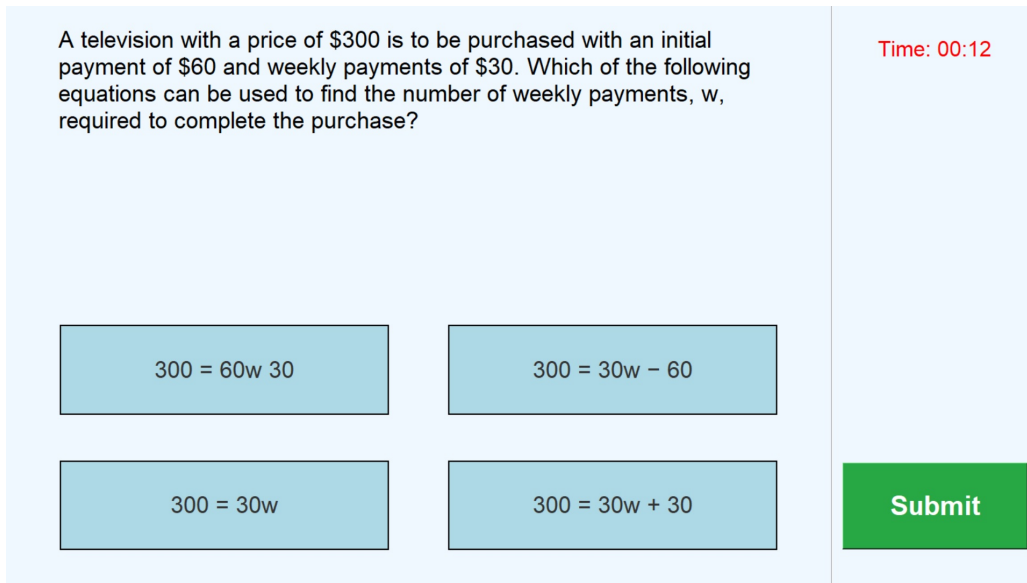 A television with a price of $300 is to be purchased with an initial
payment of $60 and weekly payments of $30. Which of the following
equations can be used to find the number of weekly payments, w,
required to complete the purchase?
Time: 00:12
300 = 60w 30
300 = 30w − 60
300 = 30w
300 = 30w + 30
Submit